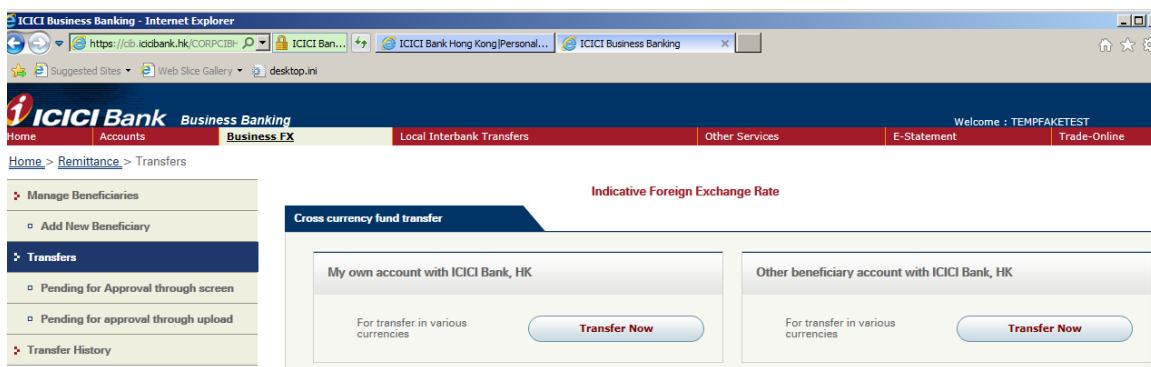 ICICI Business Banking - Internet Explorer
https://cib.icicibank.hk/CORPCIBH ICICI Ban... ICICI Bank Hong Kong|Personal... ICICI Business Banking
Suggested Sites Web Slice Gallery desktop.ini
ICICI Bank Business Banking
Welcome : TEMPFAKETEST
Home Accounts Business FX Local Interbank Transfers Other Services E-Statement Trade-Online
Home > Remittance > Transfers
Manage Beneficiaries
Add New Beneficiary
Transfers
Pending for Approval through screen
Pending for approval through upload
Transfer History
Indicative Foreign Exchange Rate
Cross currency fund transfer
My own account with ICICI Bank, HK
For transfer in various
currencies
Transfer Now
Other beneficiary account with ICICI Bank, HK
For transfer in various
currencies
Transfer Now